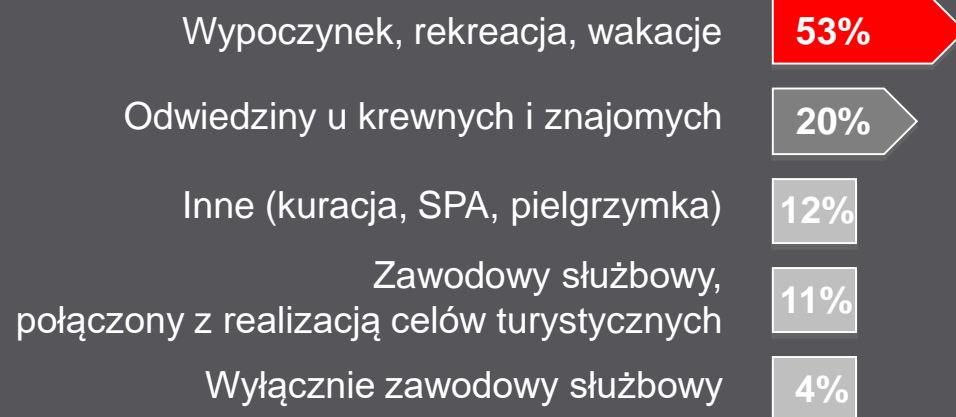 Wypoczynek, rekreacja, wakacje 53%
Odwiedziny u krewnych i znajomych 20%
Inne (kuracja, SPA, pielgrzymka) 12%
Zawodowy służbowy,
połączony z realizacją celów turystycznych 11%
Wyłącznie zawodowy służbowy 4%